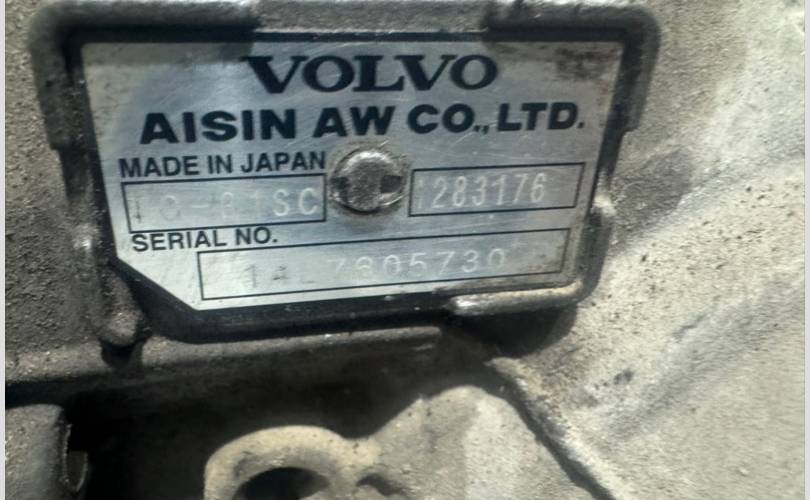 VOLVO
AISIN AW CO., LTD.
MADE IN JAPAN
1283176
SERIAL NO.